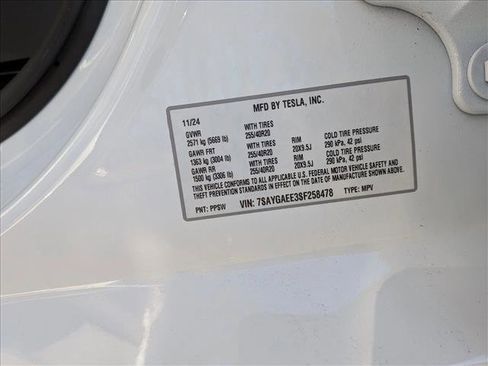 MFD BY TESLA, INC.
11/24
GVWR WITH TIRES RIM COLD TIRE PRESSURE
2571 kg (5669 lb) 255/40R20 20X9.5J 290 kPa, 42 psi
GAWR FRT WITH TIRES RIM COLD TIRE PRESSURE
1363 kg (3004 lb) 255/40R20 20X9.5J 290 kPa, 42 psi
GAWR RR
1500 kg (3306 lb)
THIS VEHICLE CONFORMS TO ALL APPLICABLE U.S. FEDERAL MOTOR VEHICLE SAFETY AND
THEFT PREVENTION STANDARDS IN EFFECT ON THE DATE OF MANUFACTURE SHOWN ABOVE.
PNT: PPSW VIN: 7SAYGAEE3SF258478 TYPE: MPV